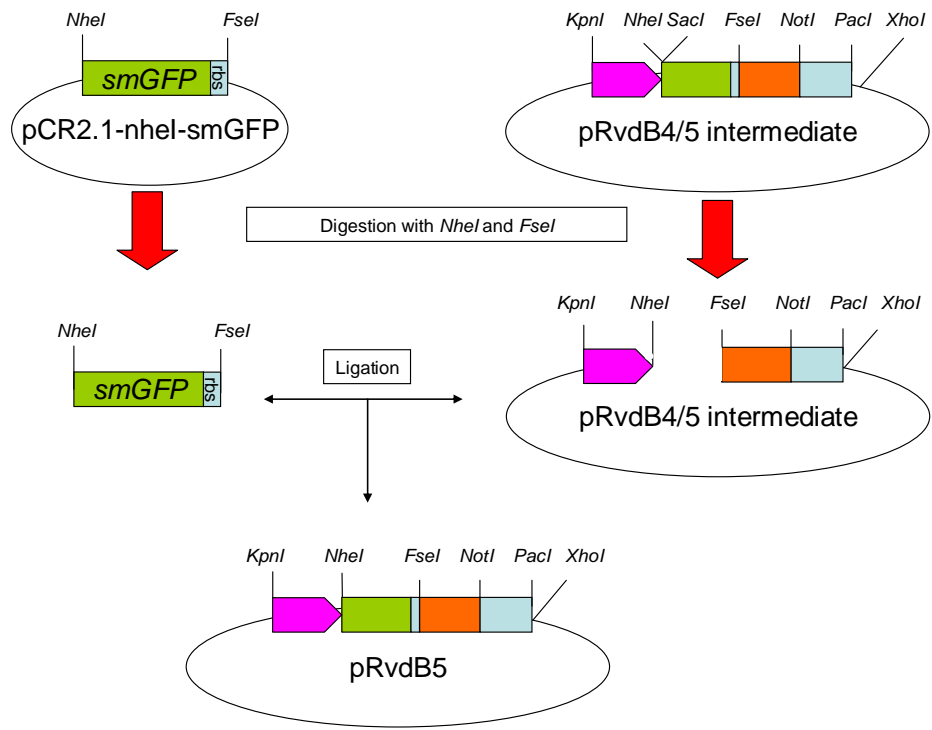 NheI FseI
smGFP rbs
pCR2.1-nheI-smGFP
KpnI NheI SacI FseI NotI PacI XhoI
pRvdB4/5 intermediate
Digestion with NheI and FseI
NheI FseI
smGFP rbs
Ligation
KpnI NheI FseI NotI PacI XhoI
pRvdB4/5 intermediate
KpnI NheI FseI NotI PacI XhoI
pRvdB5